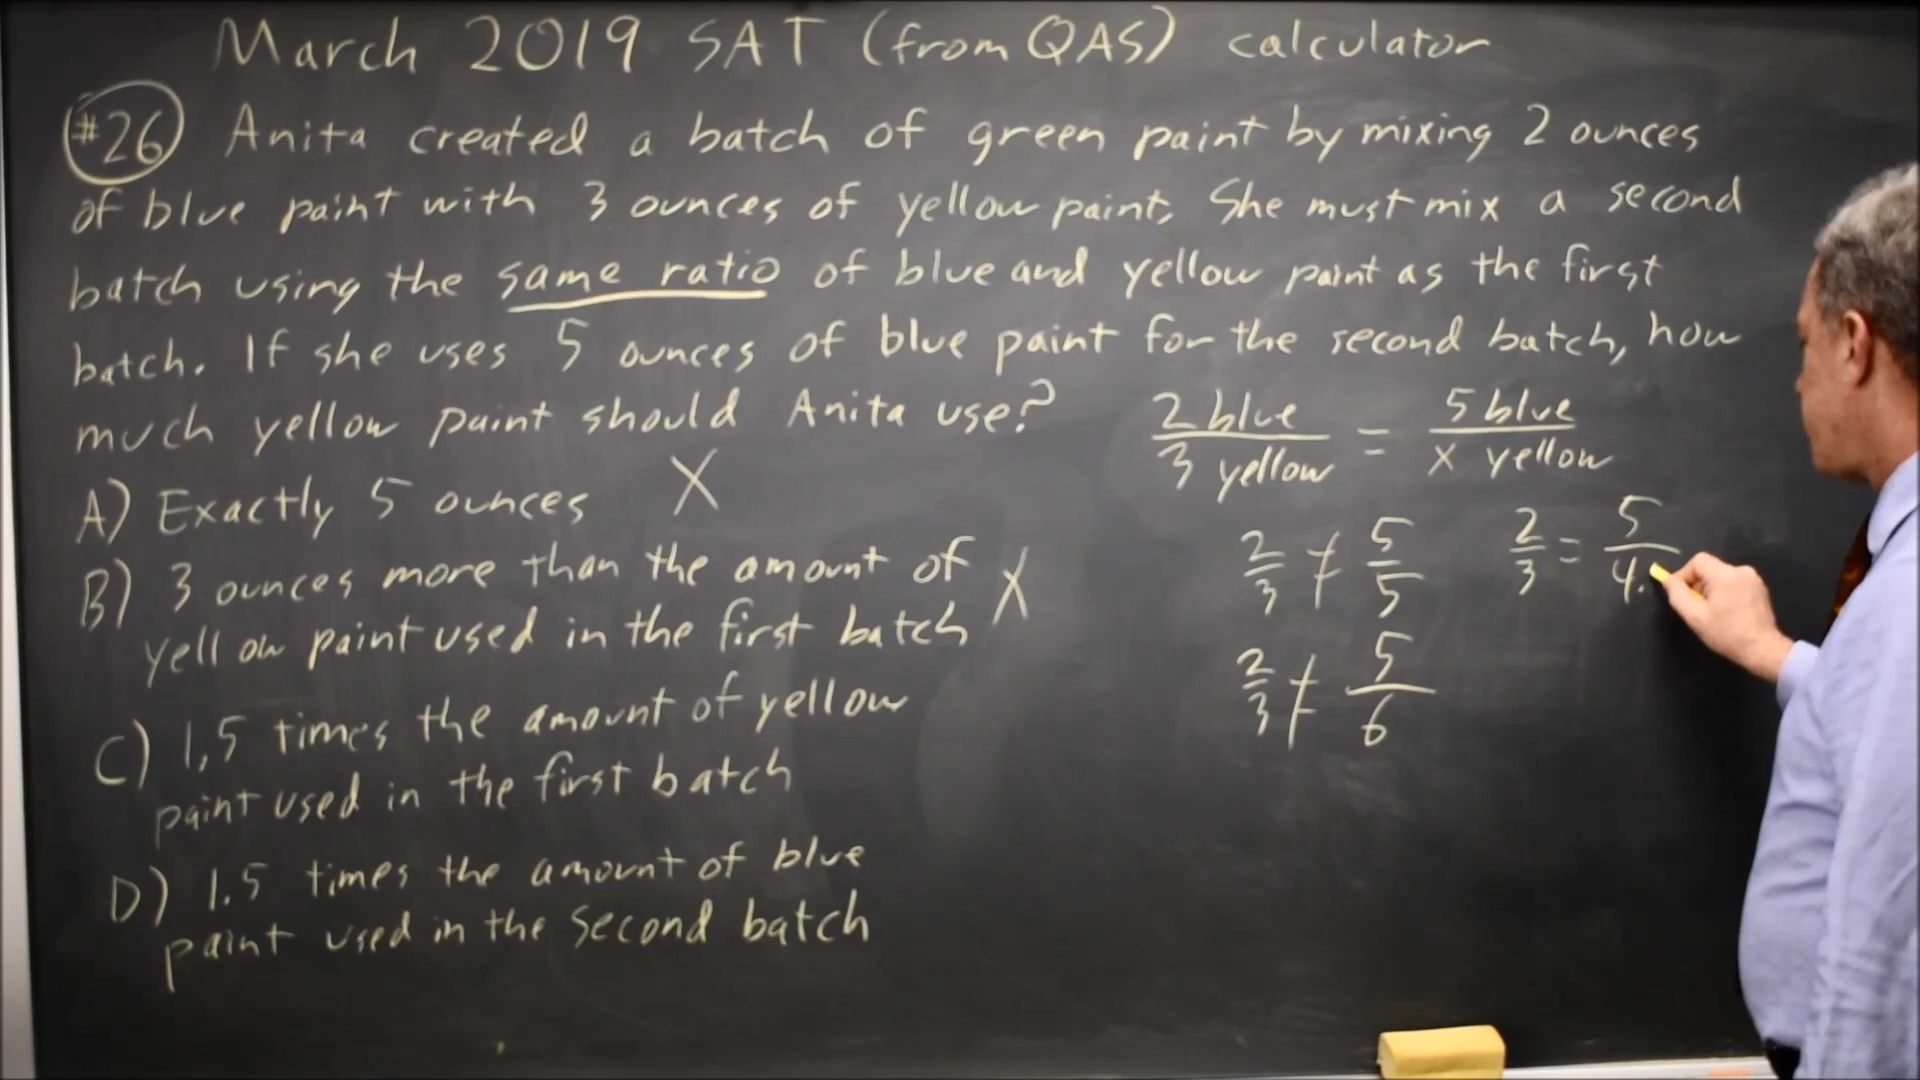 March 2019 SAT (from QAS) calculator
#26 Anita created a batch of green paint by mixing 2 ounces
of blue paint with 3 ounces of yellow paint. She must mix a second
batch using the same ratio of blue and yellow paint as the first
batch. If she uses 5 ounces of blue paint for the second batch, how
much yellow paint should Anita use?
A) Exactly 5 ounces X
B) 3 ounces more than the amount of
yellow paint used in the first batch X
C) 1,5 times the amount of yellow
paint used in the first batch
D) 1.5 times the amount of blue
paint used in the second batch
2 blue / 3 yellow = 5 blue / x yellow
2/3 ≠ 5/5
2/3 = 5/4.
2/3 ≠ 5/6